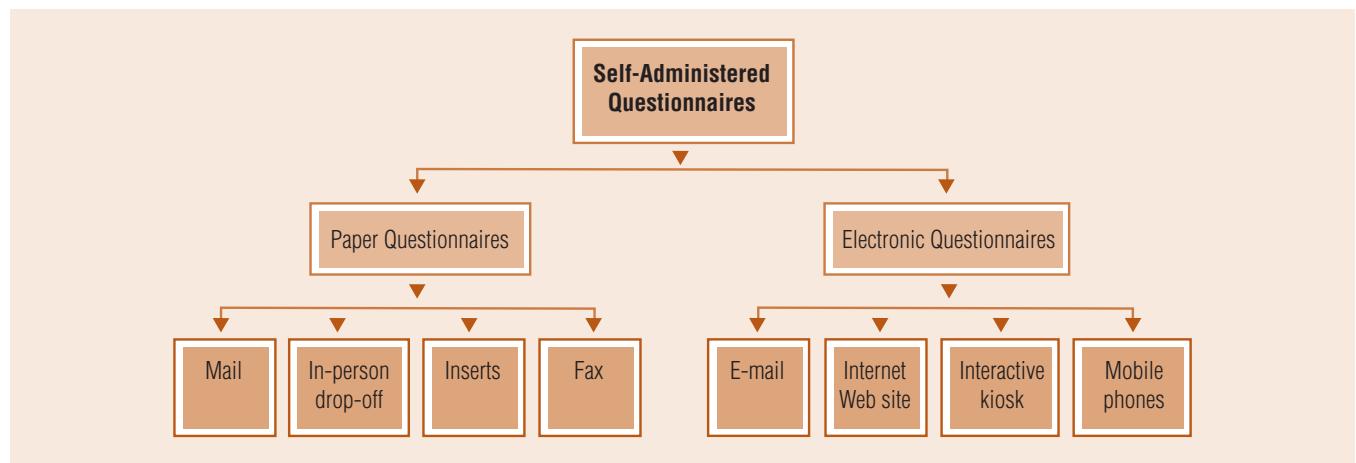 Self-Administered
Questionnaires
Paper Questionnaires
Electronic Questionnaires
Mail
In-person
drop-off
Inserts
Fax
E-mail
Internet
Web site
Interactive
kiosk
Mobile
phones